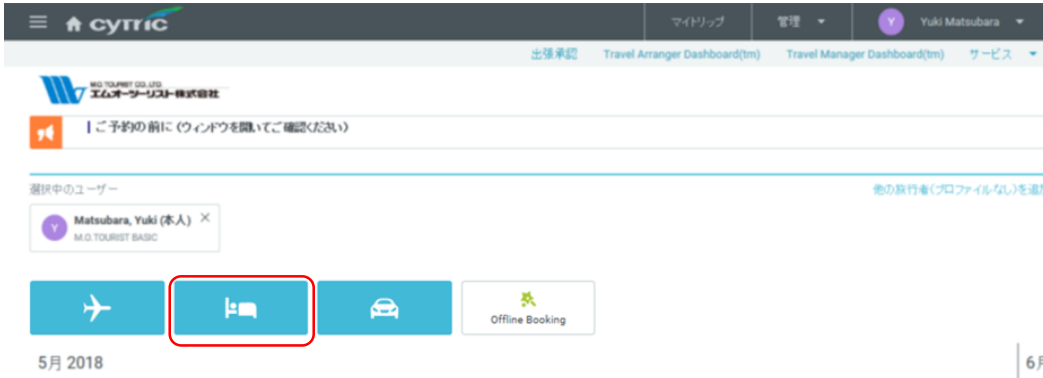 cytric
マイトリップ 管理 Y Yuki Matsubara
出張承認 Travel Arranger Dashboard(tm) Travel Manager Dashboard(tm) サービス
M.O.TOURIST CO.,LTD.
エムオーツーリスト株式会社
ご予約の前に (ウィンドウを開いてご確認ください)
選択中のユーザー 他の旅行者(プロファイルなし)を追加
Y Matsubara, Yuki (本人) ×
M.O.TOURIST BASIC
Offline Booking
5月 2018 6月